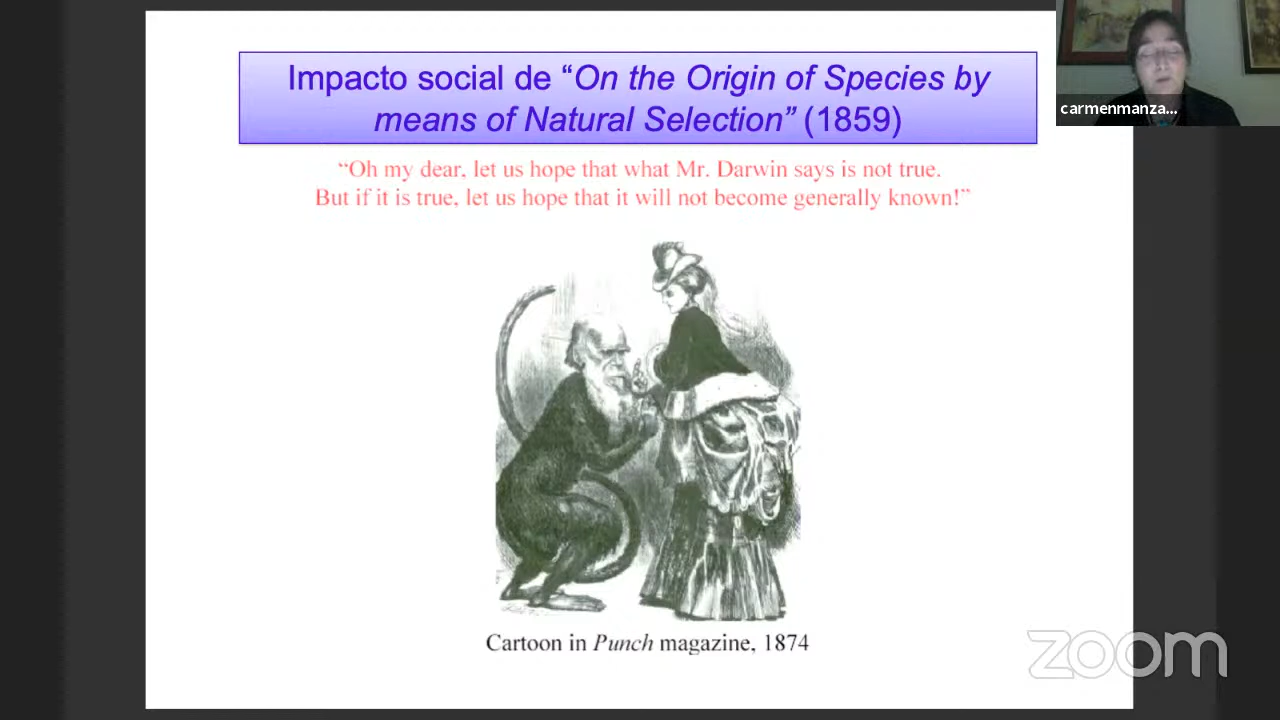 Impacto social de “On the Origin of Species by
means of Natural Selection” (1859)
“Oh my dear, let us hope that what Mr. Darwin says is not true.
But if it is true, let us hope that it will not become generally known!”
Cartoon in Punch magazine, 1874
carmenmanza...
zoom